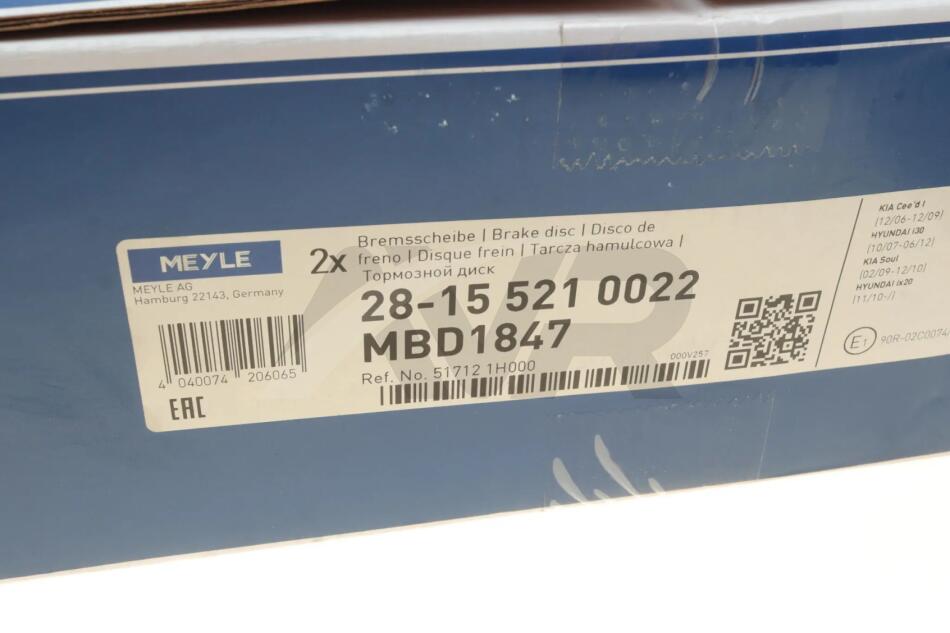 MEYLE
MEYLE AG
Hamburg 22143, Germany
4 040074 206065
EAC
2x
Bremsscheibe | Brake disc | Disco de
freno | Disque frein | Tarcza hamulcowa |
Тормозной диск
28-15 521 0022
MBD1847
Ref. No. 51712 1H000
000V257
KIA Cee'd I
(12/06-12/09)
HYUNDAI i30
(10/07-06/12)
KIA Soul
(02/09-12/10)
HYUNDAI ix20
(11/10-/)
E1